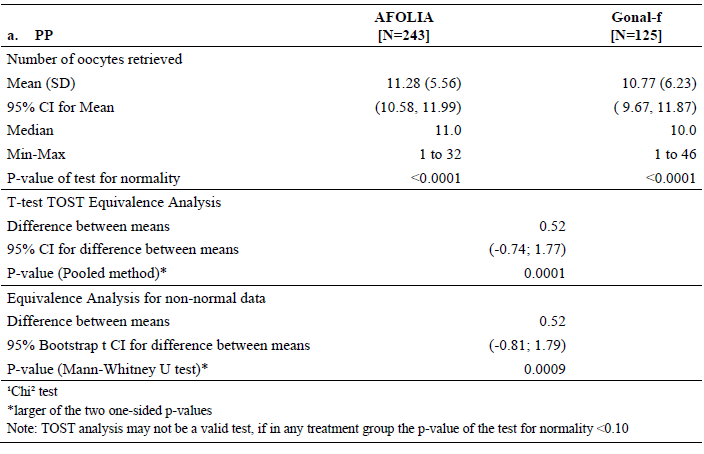 AFOLIA Gonal-f
a. PP [N=243] [N=125]
Number of oocytes retrieved
Mean (SD) 11.28 (5.56) 10.77 (6.23)
95% CI for Mean (10.58, 11.99) ( 9.67, 11.87)
Median 11.0 10.0
Min-Max 1 to 32 1 to 46
P-value of test for normality <0.0001 <0.0001
T-test TOST Equivalence Analysis
Difference between means 0.52
95% CI for difference between means (-0.74; 1.77)
P-value (Pooled method)* 0.0001
Equivalence Analysis for non-normal data
Difference between means 0.52
95% Bootstrap t CI for difference between means (-0.81; 1.79)
P-value (Mann-Whitney U test)* 0.0009
¹Chi² test
*larger of the two one-sided p-values
Note: TOST analysis may not be a valid test, if in any treatment group the p-value of the test for normality <0.10